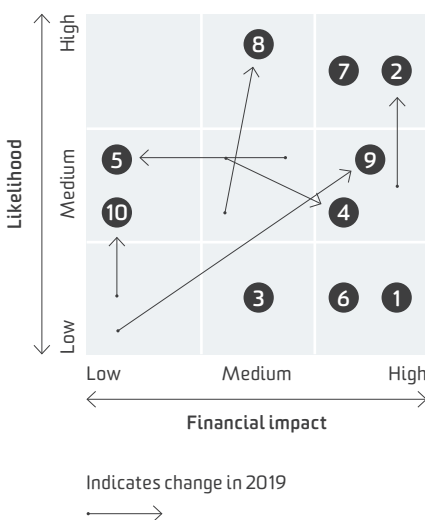 High
8
7 2
5
9
Likelihood
Medium
10
4
3 6 1
Low
Low Medium High
Financial impact
Indicates change in 2019